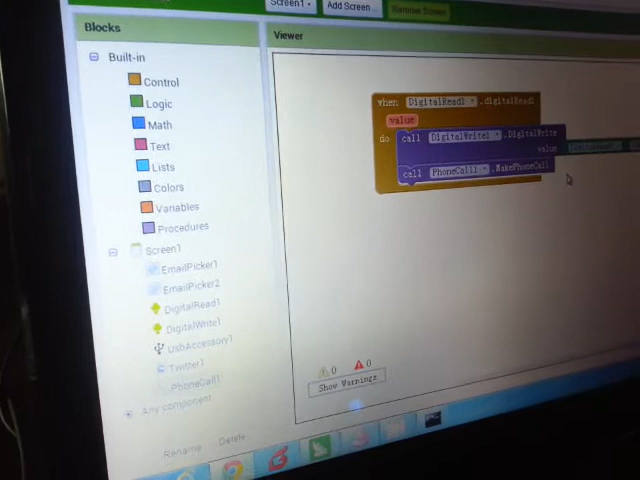 Screen1
Add Screen...
Remove Screen
Blocks
Viewer
Built-in
Control
Logic
Math
Text
Lists
Colors
Variables
Procedures
Screen1
EmailPicker1
EmailPicker2
DigitalRead1
DigitalWrite1
UsbAccessory1
Twitter1
PhoneCall1
Any component
Rename
Delete
when DigitalRead1 .digitalRead1
value
do call DigitalWrite1 .DigitalWrite
value
call PhoneCall1 .MakePhoneCall
0 0
Show Warnings